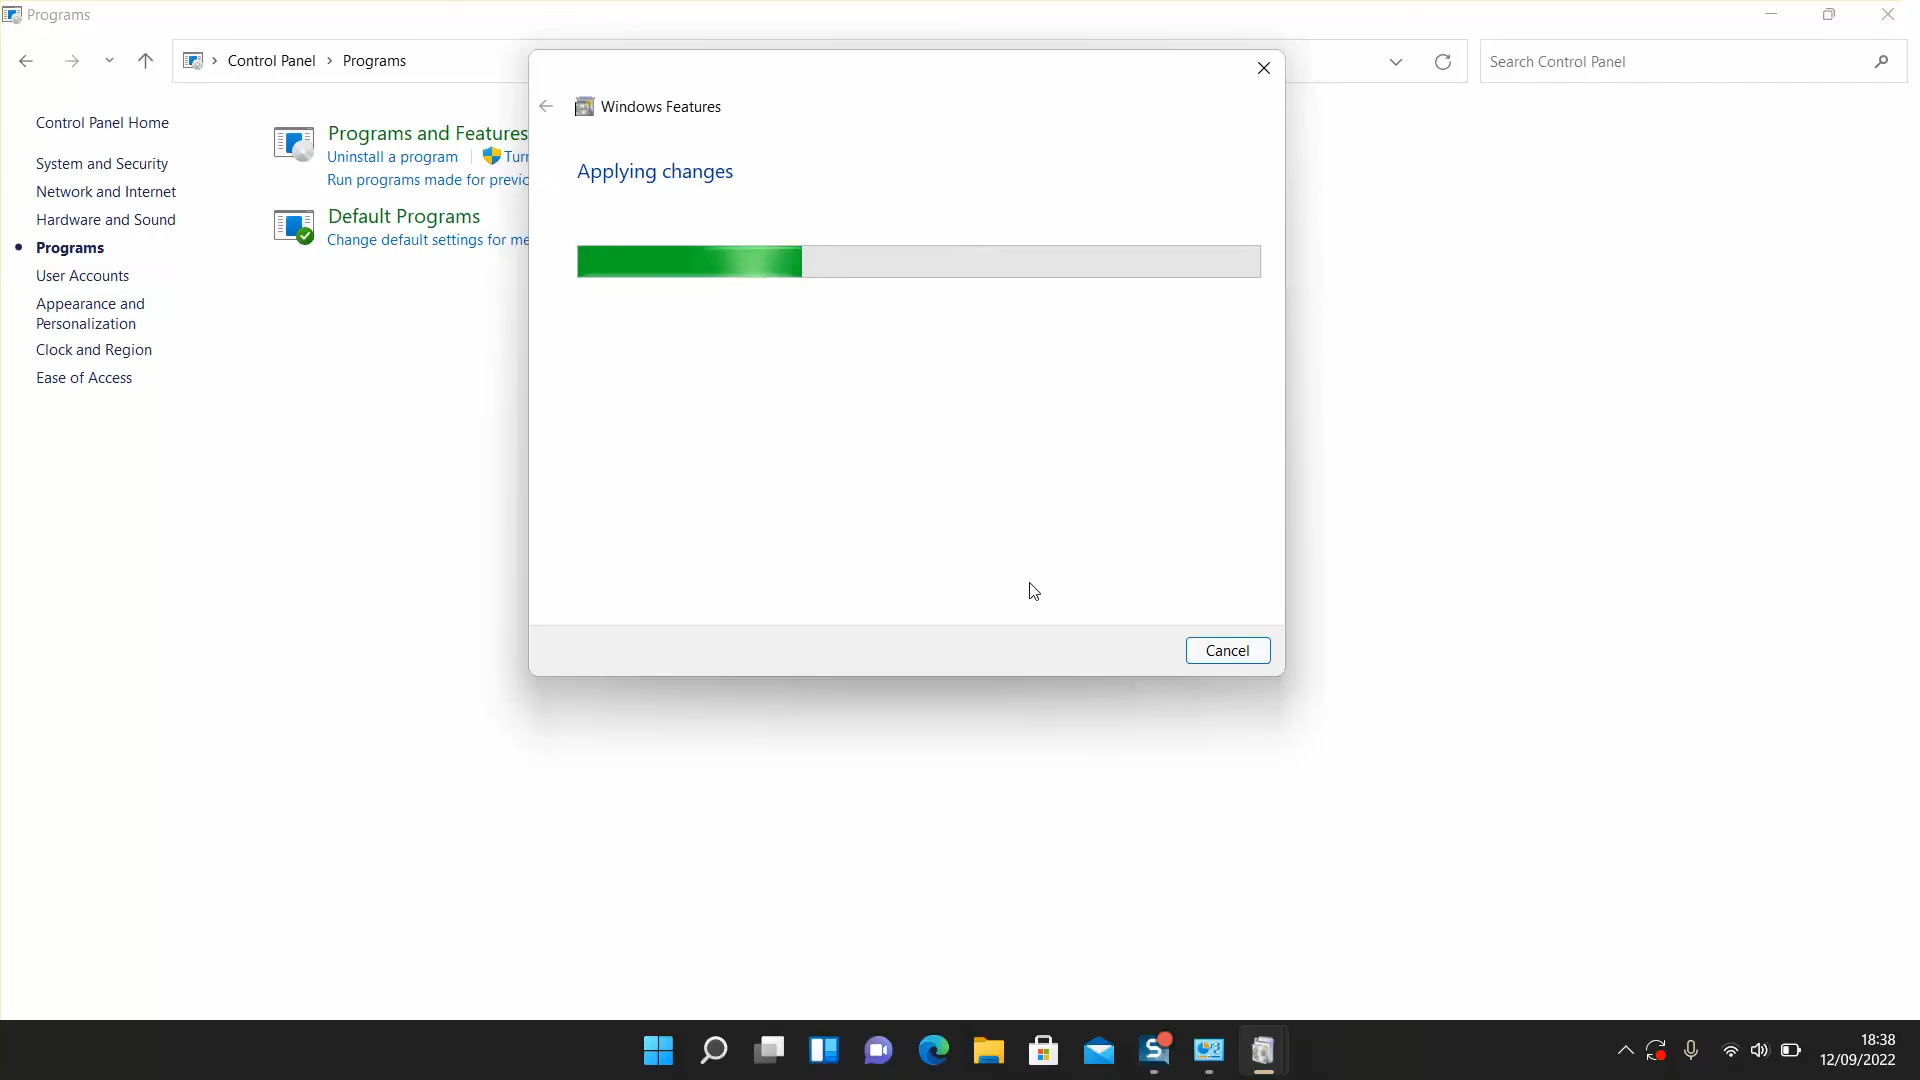 Programs
Control Panel
Programs
Search Control Panel
Windows Features
Control Panel Home
System and Security
Network and Internet
Hardware and Sound
Programs
User Accounts
Appearance and
Personalization
Clock and Region
Ease of Access
Programs and Features
Uninstall a program
Run programs made for
Default Programs
Change default settings for
Applying changes
Cancel
18:38
12/09/2022